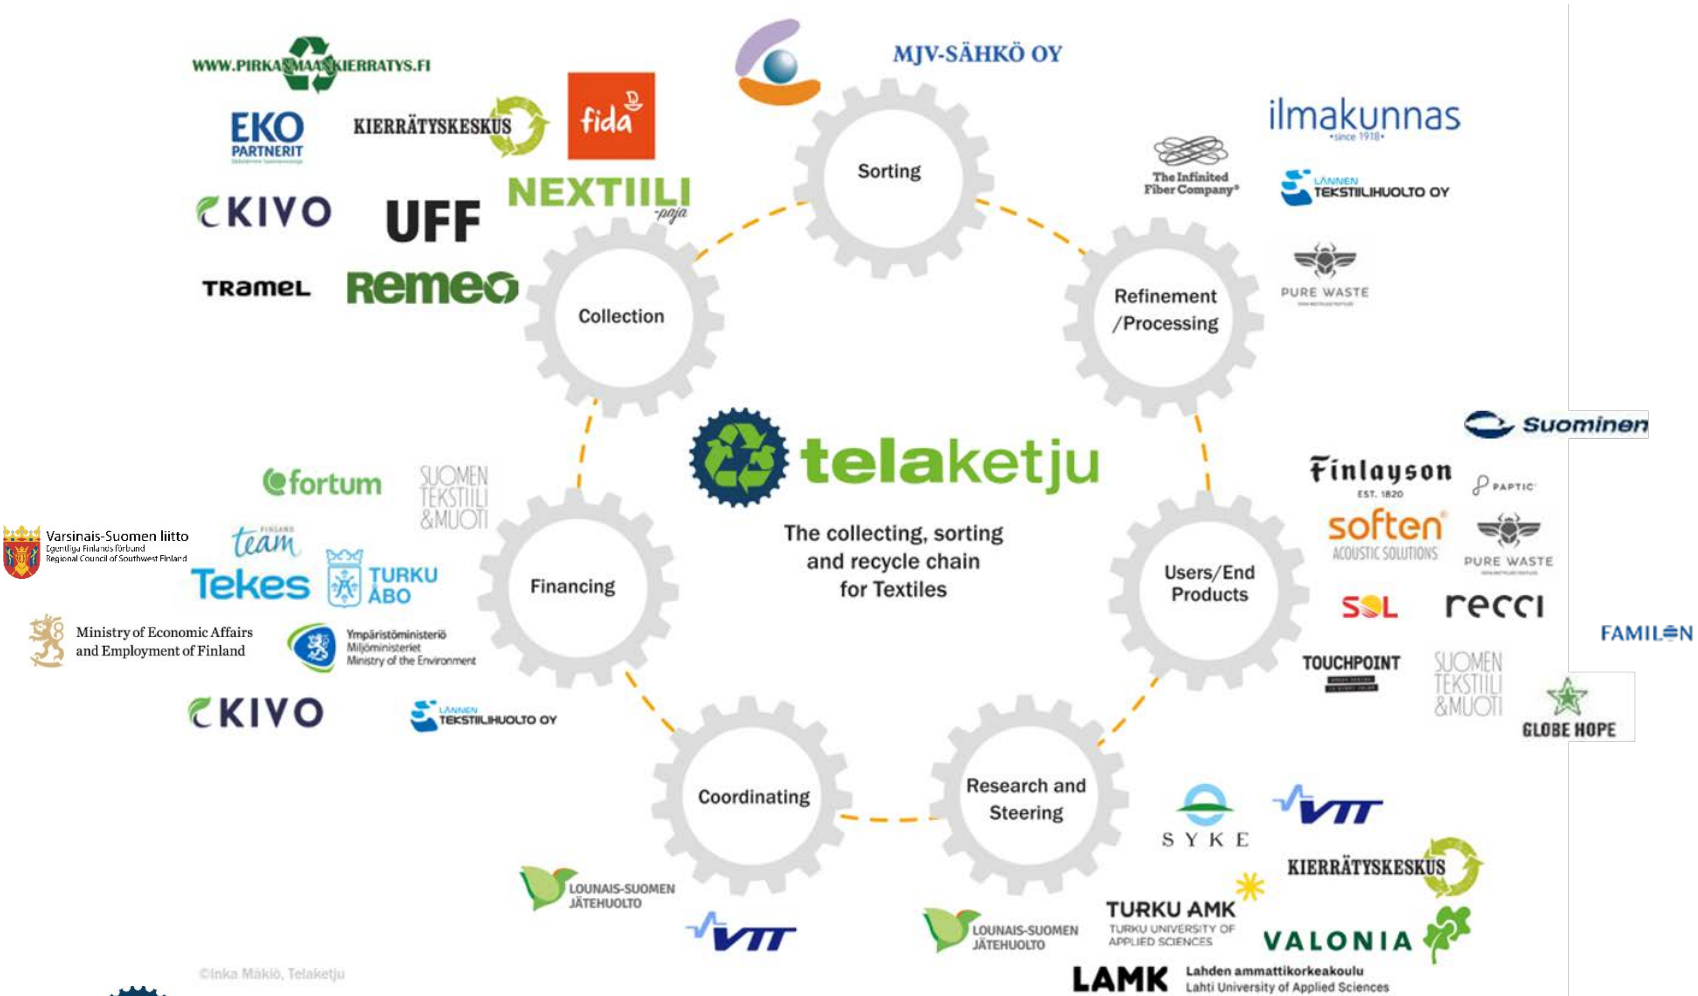 WWW.PIRKANMAANKIERRATYS.FI
EKO
PARTNERIT
KIERRÄTYSKESKUS
fida
KIVO
UFF
NEXTIILI
-paja
TRAMEL
Remeo
MJV-SÄHKÖ OY
Sorting
Collection
ilmakunnas
•since 1918•
The Infinited
Fiber Company®
LÄNNEN
TEKSTIILIHUOLTO OY
PURE WASTE
Refinement
/Processing
telaketju
The collecting, sorting
and recycle chain
for Textiles
fortum
SUOMEN
TEKSTIILI
&MUOTI
Varsinais-Suomen liitto
Egentliga Finlands förbund
Regional Council of Southwest Finland
FINLAND
team
Tekes
TURKU
ÅBO
Financing
Ministry of Economic Affairs
and Employment of Finland
Ympäristöministeriö
Miljöministeriet
Ministry of the Environment
KIVO
LÄNNEN
TEKSTIILIHUOLTO OY
Suominen
Finlayson
EST. 1820
PAPTIC
soften®
ACOUSTIC SOLUTIONS
PURE WASTE
Users/End
Products
SOL
recci
FAMILON
TOUCHPOINT
SUOMEN
TEKSTIILI
&MUOTI
GLOBE HOPE
Coordinating
Research and
Steering
LOUNAIS-SUOMEN
JÄTEHUOLTO
VTT
SYKE
VTT
KIERRÄTYSKESKUS
LOUNAIS-SUOMEN
JÄTEHUOLTO
TURKU AMK
TURKU UNIVERSITY OF
APPLIED SCIENCES
VALONIA
LAMK
Lahden ammattikorkeakoulu
Lahti University of Applied Sciences
©Inka Mäkiö, Telaketju